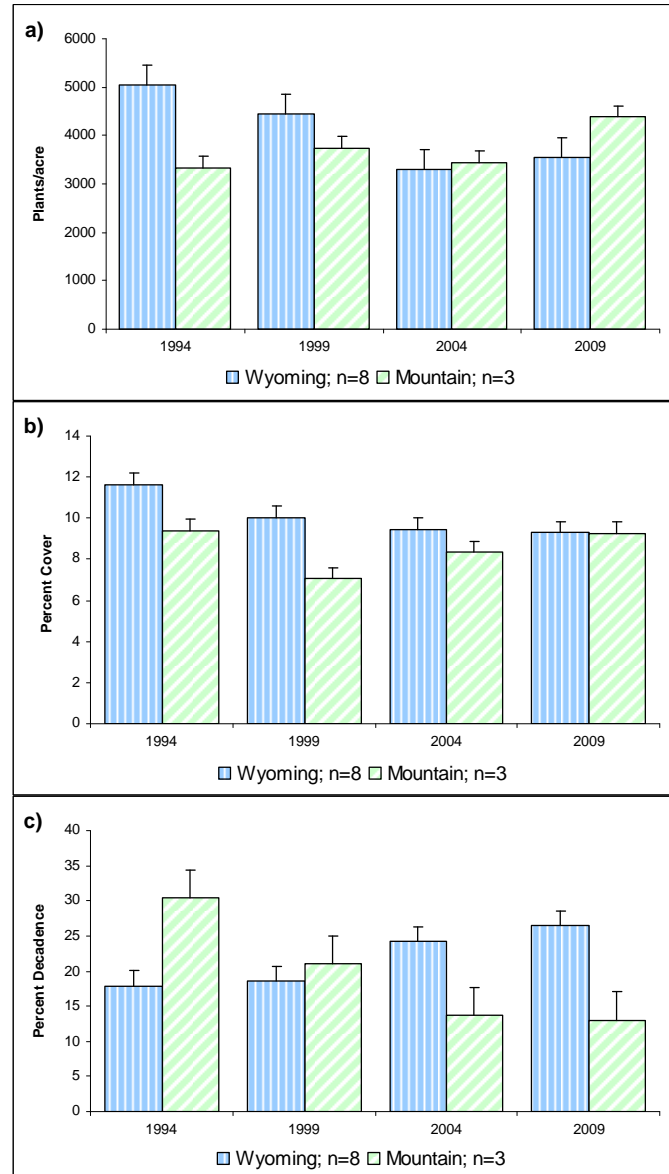 a)
6000
5000
4000
3000
2000
1000
0
Plants/acre
1994 1999 2004 2009
Wyoming; n=8 Mountain; n=3
b)
14
12
10
8
6
4
2
0
Percent Cover
1994 1999 2004 2009
Wyoming; n=8 Mountain; n=3
c)
40
35
30
25
20
15
10
5
0
Percent Decadence
1994 1999 2004 2009
Wyoming; n=8 Mountain; n=3